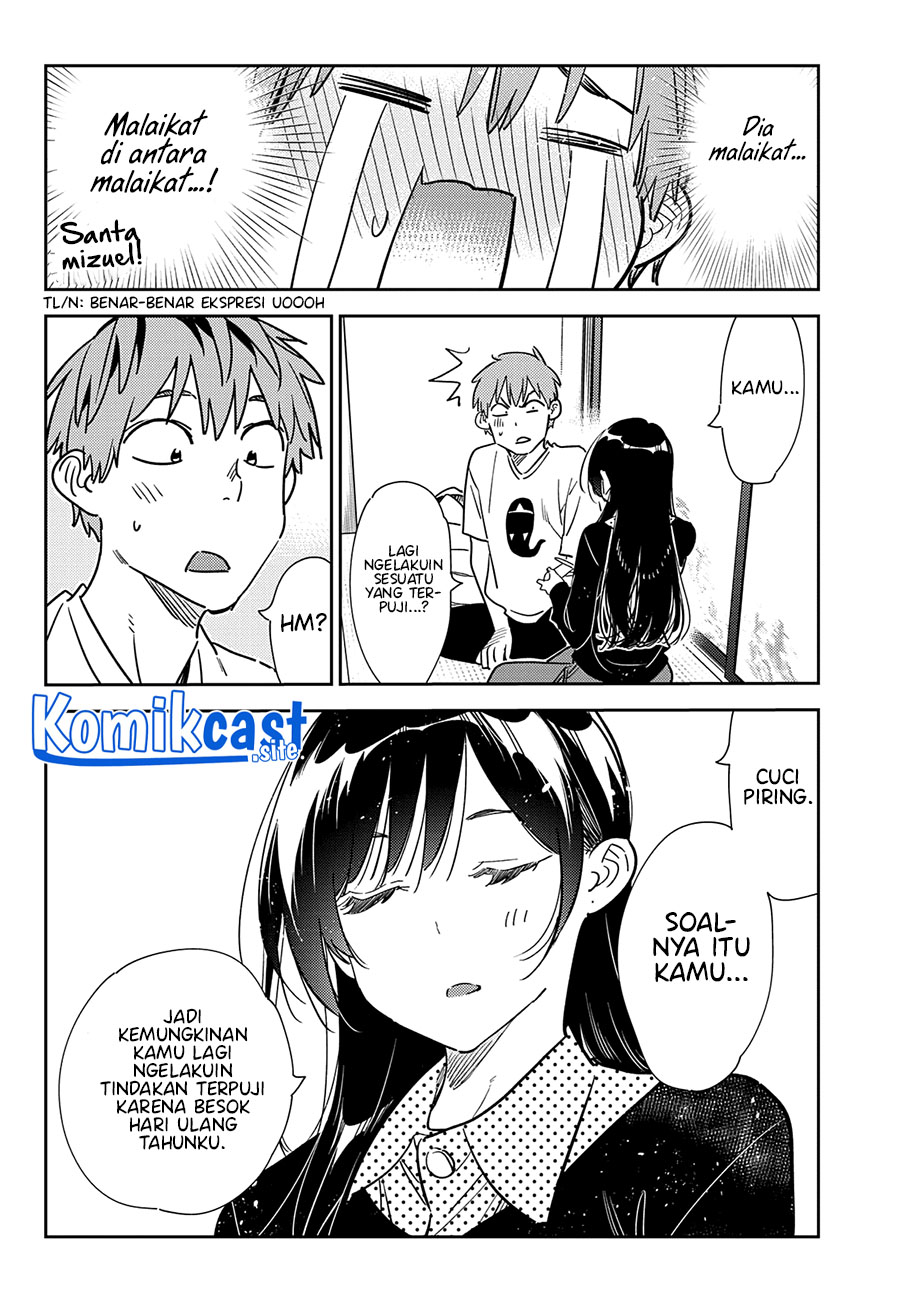 Dia
malaikat...
Malaikat
di antara
malaikat...!
Santa
mizuel!
TL/N: BENAR-BENAR EKSPRESI UOOOH
KAMU...
LAGI
NGELAKUIN
SESUATU
YANG TER-
PUJI...?
HM?
Komikcast
.site
CUCI
PIRING.
SOAL-
NYA ITU
KAMU...
JADI
KEMUNGKINAN
KAMU LAGI
NGELAKUIN
TINDAKAN TERPUJI
KARENA BESOK
HARI ULANG
TAHUNKU.